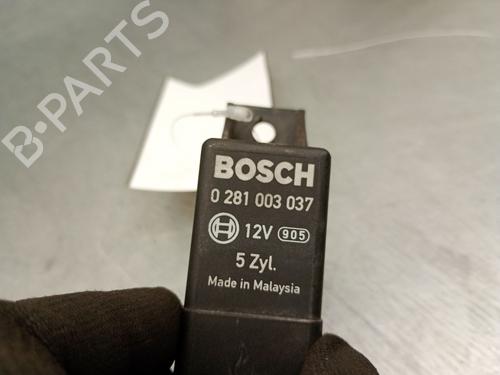 B-PARTS
BOSCH
0 281 003 037
12V 905
5 Zyl.
Made in Malaysia